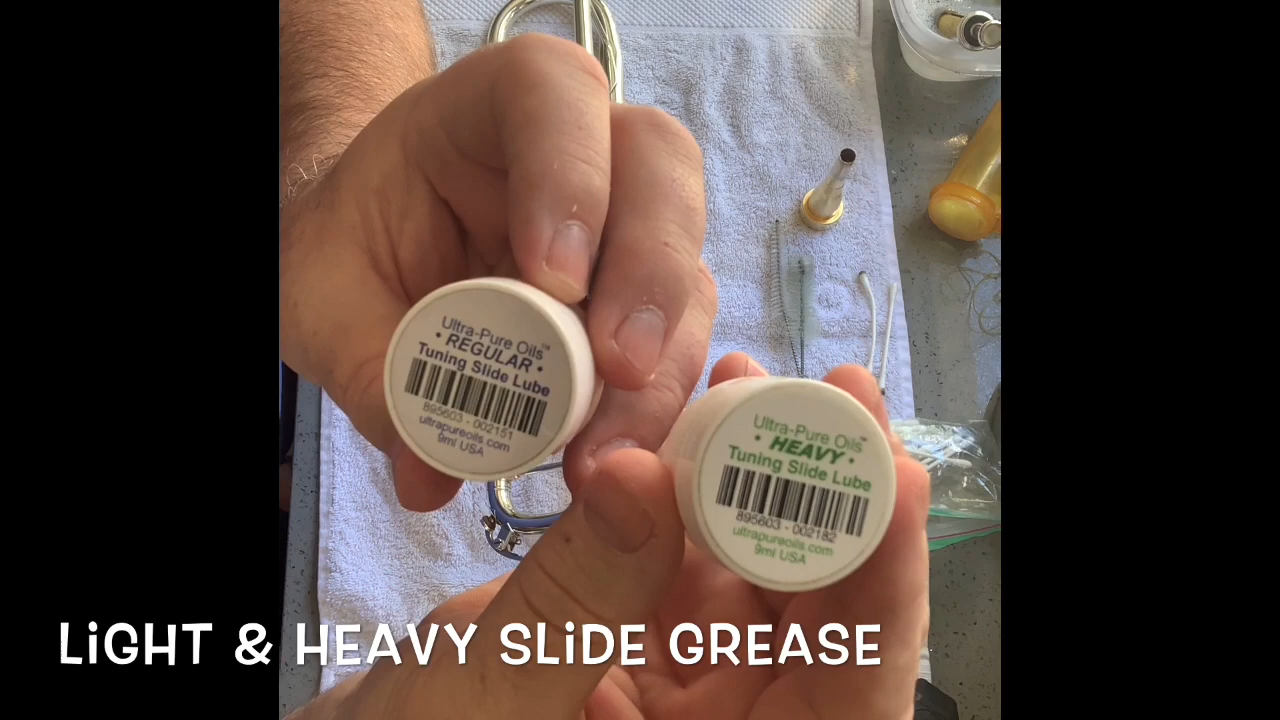 Ultra-Pure Oils™
• REGULAR •
Tuning Slide Lube
895603 - 002151
ultrapureoils.com
9ml USA
Ultra-Pure Oils™
• HEAVY •
Tuning Slide Lube
895603 - 002182
ultrapureoils.com
9ml USA
LiGHT & HEAVY SLiDE GREASE